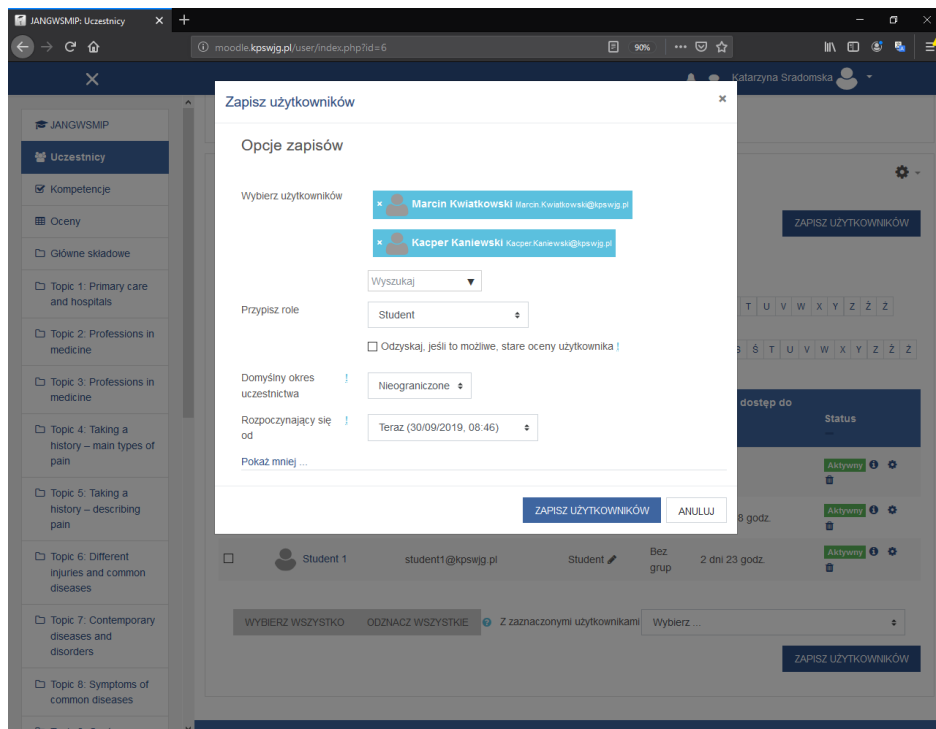 JANGWSMIP: Uczestnicy
moodle.kpswjg.pl/user/index.php?id=6
90%
Katarzyna Sradomska
JANGWSMIP
Uczestnicy
Kompetencje
Oceny
Główne składowe
Topic 1: Primary care
and hospitals
Topic 2: Professions in
medicine
Topic 3: Professions in
medicine
Topic 4: Taking a
history – main types of
pain
Topic 5: Taking a
history – describing
pain
Topic 6: Different
injuries and common
diseases
Topic 7: Contemporary
diseases and
disorders
Topic 8: Symptoms of
common diseases
Zapisz użytkowników ×
Opcje zapisów
Wybierz użytkowników
× Marcin Kwiatkowski Marcin.Kwiatkowski@kpswjg.pl
× Kacper Kaniewski Kacper.Kaniewski@kpswjg.pl
Wyszukaj ▼
Przypisz role Student
Odzyskaj, jeśli to możliwe, stare oceny użytkownika !
Domyślny okres
uczestnictwa ! Nieograniczone
Rozpoczynający się
od ! Teraz (30/09/2019, 08:46)
Pokaż mniej ...
ZAPISZ UŻYTKOWNIKÓW ANULUJ
ZAPISZ UŻYTKOWNIKÓW
T U V W X Y Z Ź Ż
Ś T U V W X Y Z Ź Ż
dostęp do
Status
Aktywny
8 godz. Aktywny
Student 1 student1@kpswjg.pl Student Bez
grup 2 dni 23 godz. Aktywny
WYBIERZ WSZYSTKO ODZNACZ WSZYSTKIE Z zaznaczonymi użytkownikami Wybierz ...
ZAPISZ UŻYTKOWNIKÓW